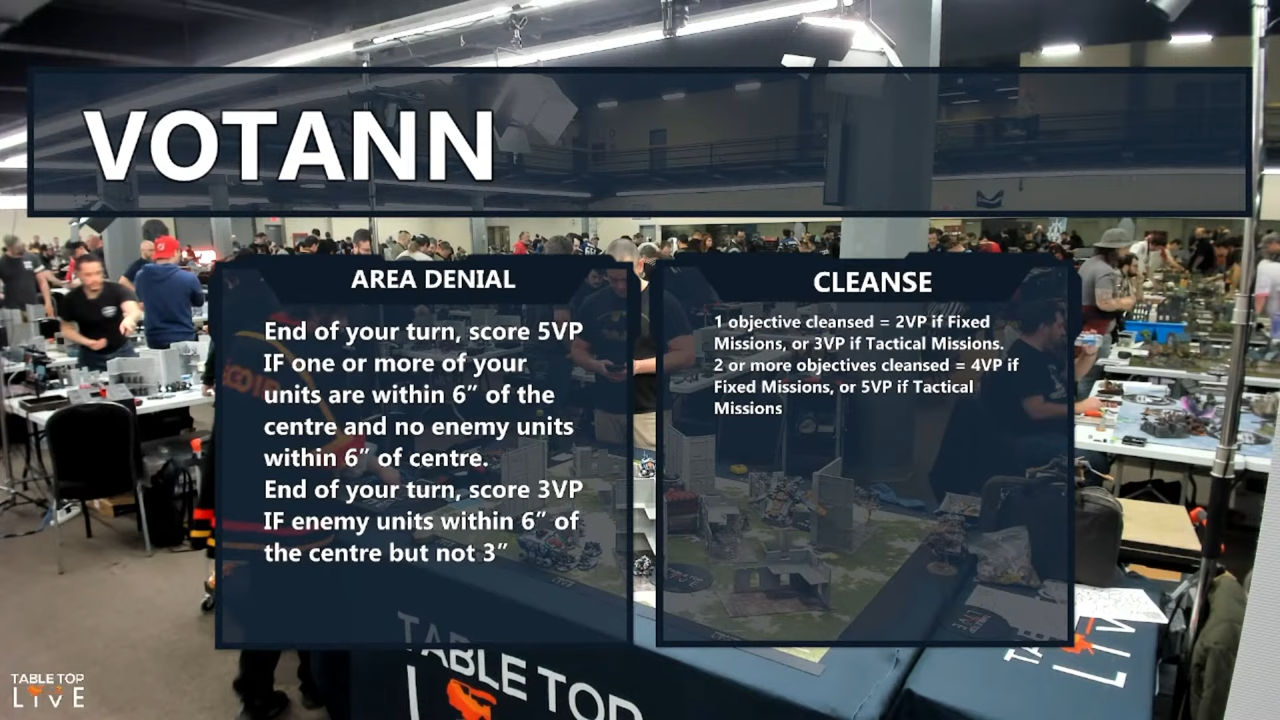 VOTANN
AREA DENIAL
End of your turn, score 5VP
IF one or more of your
units are within 6” of the
centre and no enemy units
within 6” of centre.
End of your turn, score 3VP
IF enemy units within 6” of
the centre but not 3”
CLEANSE
1 objective cleansed = 2VP if Fixed
Missions, or 3VP if Tactical Missions.
2 or more objectives cleansed = 4VP if
Fixed Missions, or 5VP if Tactical
Missions
TABLE TOP
LIVE
TABLE TOP
TABLE TOP
LIVE